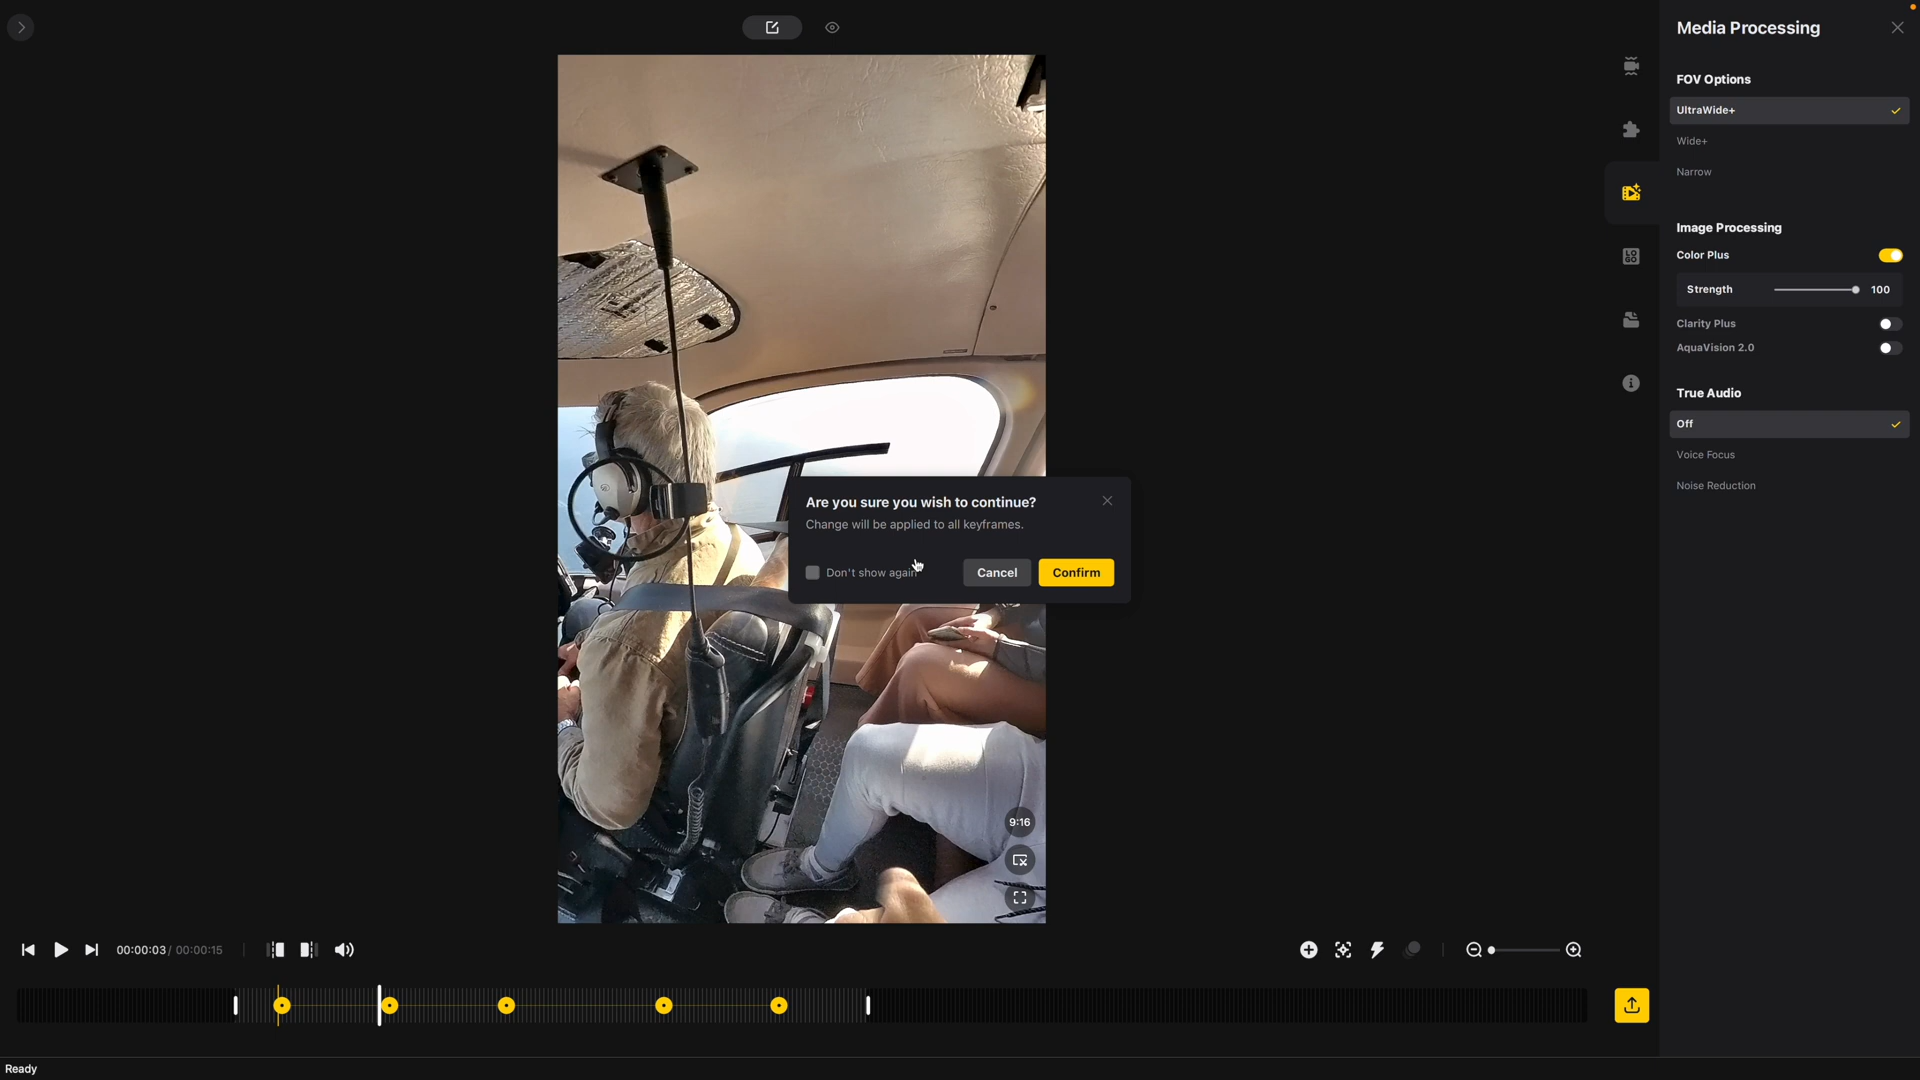 Media Processing
FOV Options
UltraWide+
Wide+
Narrow
Image Processing
Color Plus
Strength 100
Clarity Plus
AquaVision 2.0
True Audio
Off
Voice Focus
Noise Reduction
LO
GO
Are you sure you wish to continue?
Change will be applied to all keyframes.
Don't show again
Cancel
Confirm
9:16
00:00:03 / 00:00:15
Ready